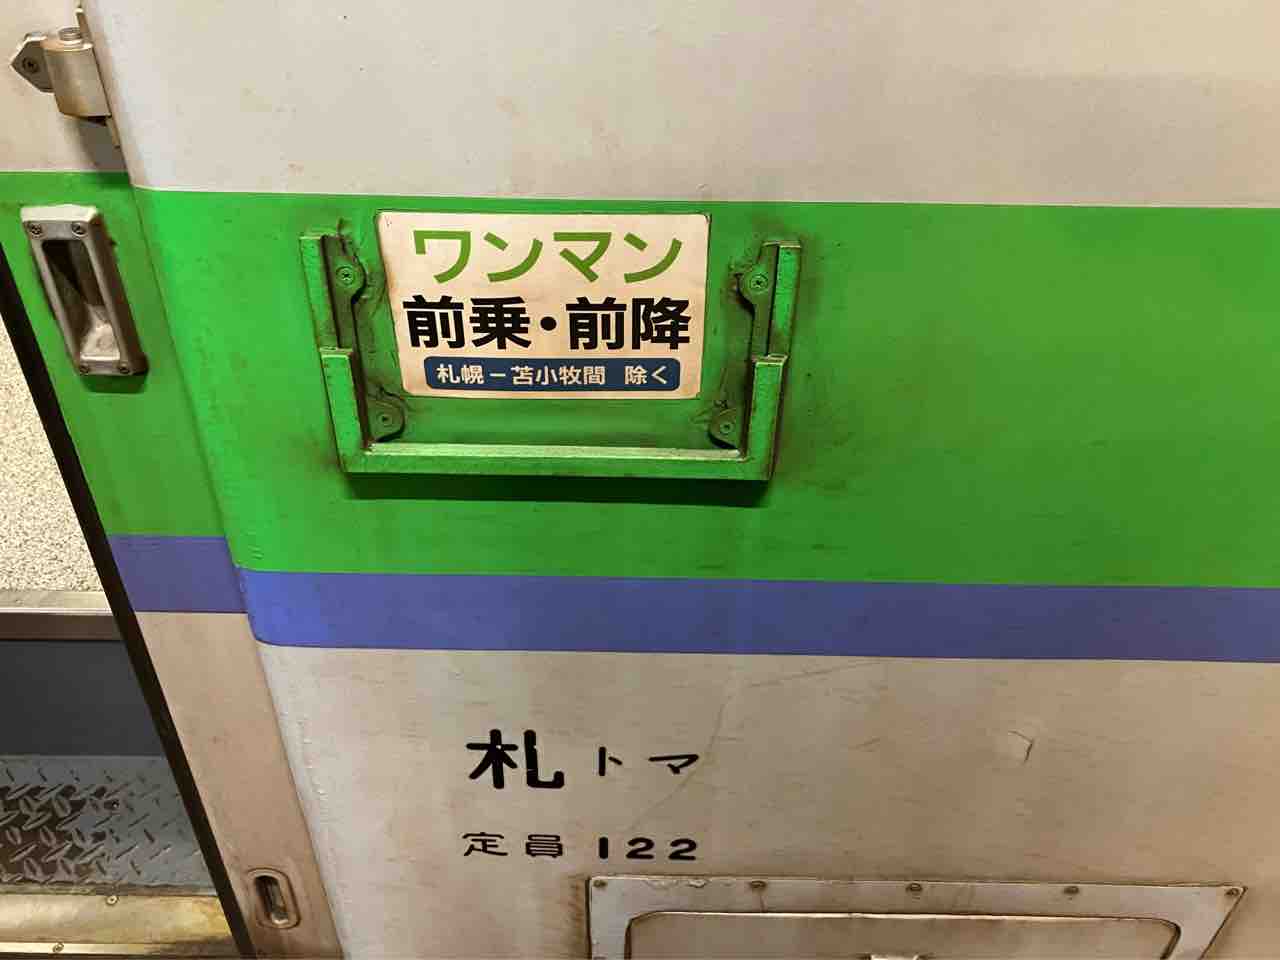 ワンマン
前乗・前降
札幌－苫小牧間 除く
札トマ
定員122